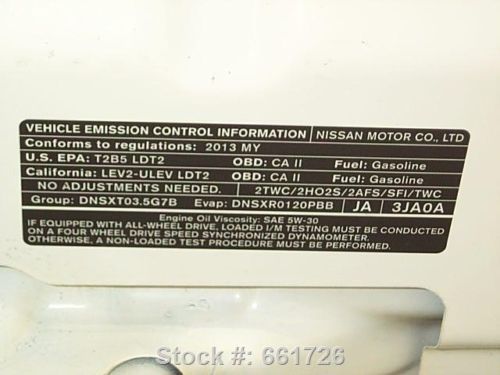 VEHICLE EMISSION CONTROL INFORMATION NISSAN MOTOR CO., LTD
Conforms to regulations: 2013 MY
U.S. EPA: T2B5 LDT2 OBD: CA II Fuel: Gasoline
California: LEV2-ULEV LDT2 OBD: CA II Fuel: Gasoline
NO ADJUSTMENTS NEEDED. 2TWC/2HO2S/2AFS/SFI/TWC
Group: DNSXT03.5G7B Evap: DNSXR0120PBB JA 3JA0A
Engine Oil Viscosity: SAE 5W-30
IF EQUIPPED WITH ALL-WHEEL DRIVE, LOADED I/M TESTING MUST BE CONDUCTED
ON A FOUR WHEEL DRIVE SPEED SYNCHRONIZED DYNAMOMETER.
A NON-LOADED TEST PROCEDURE MUST BE PERFORMED.
Stock #: 661726